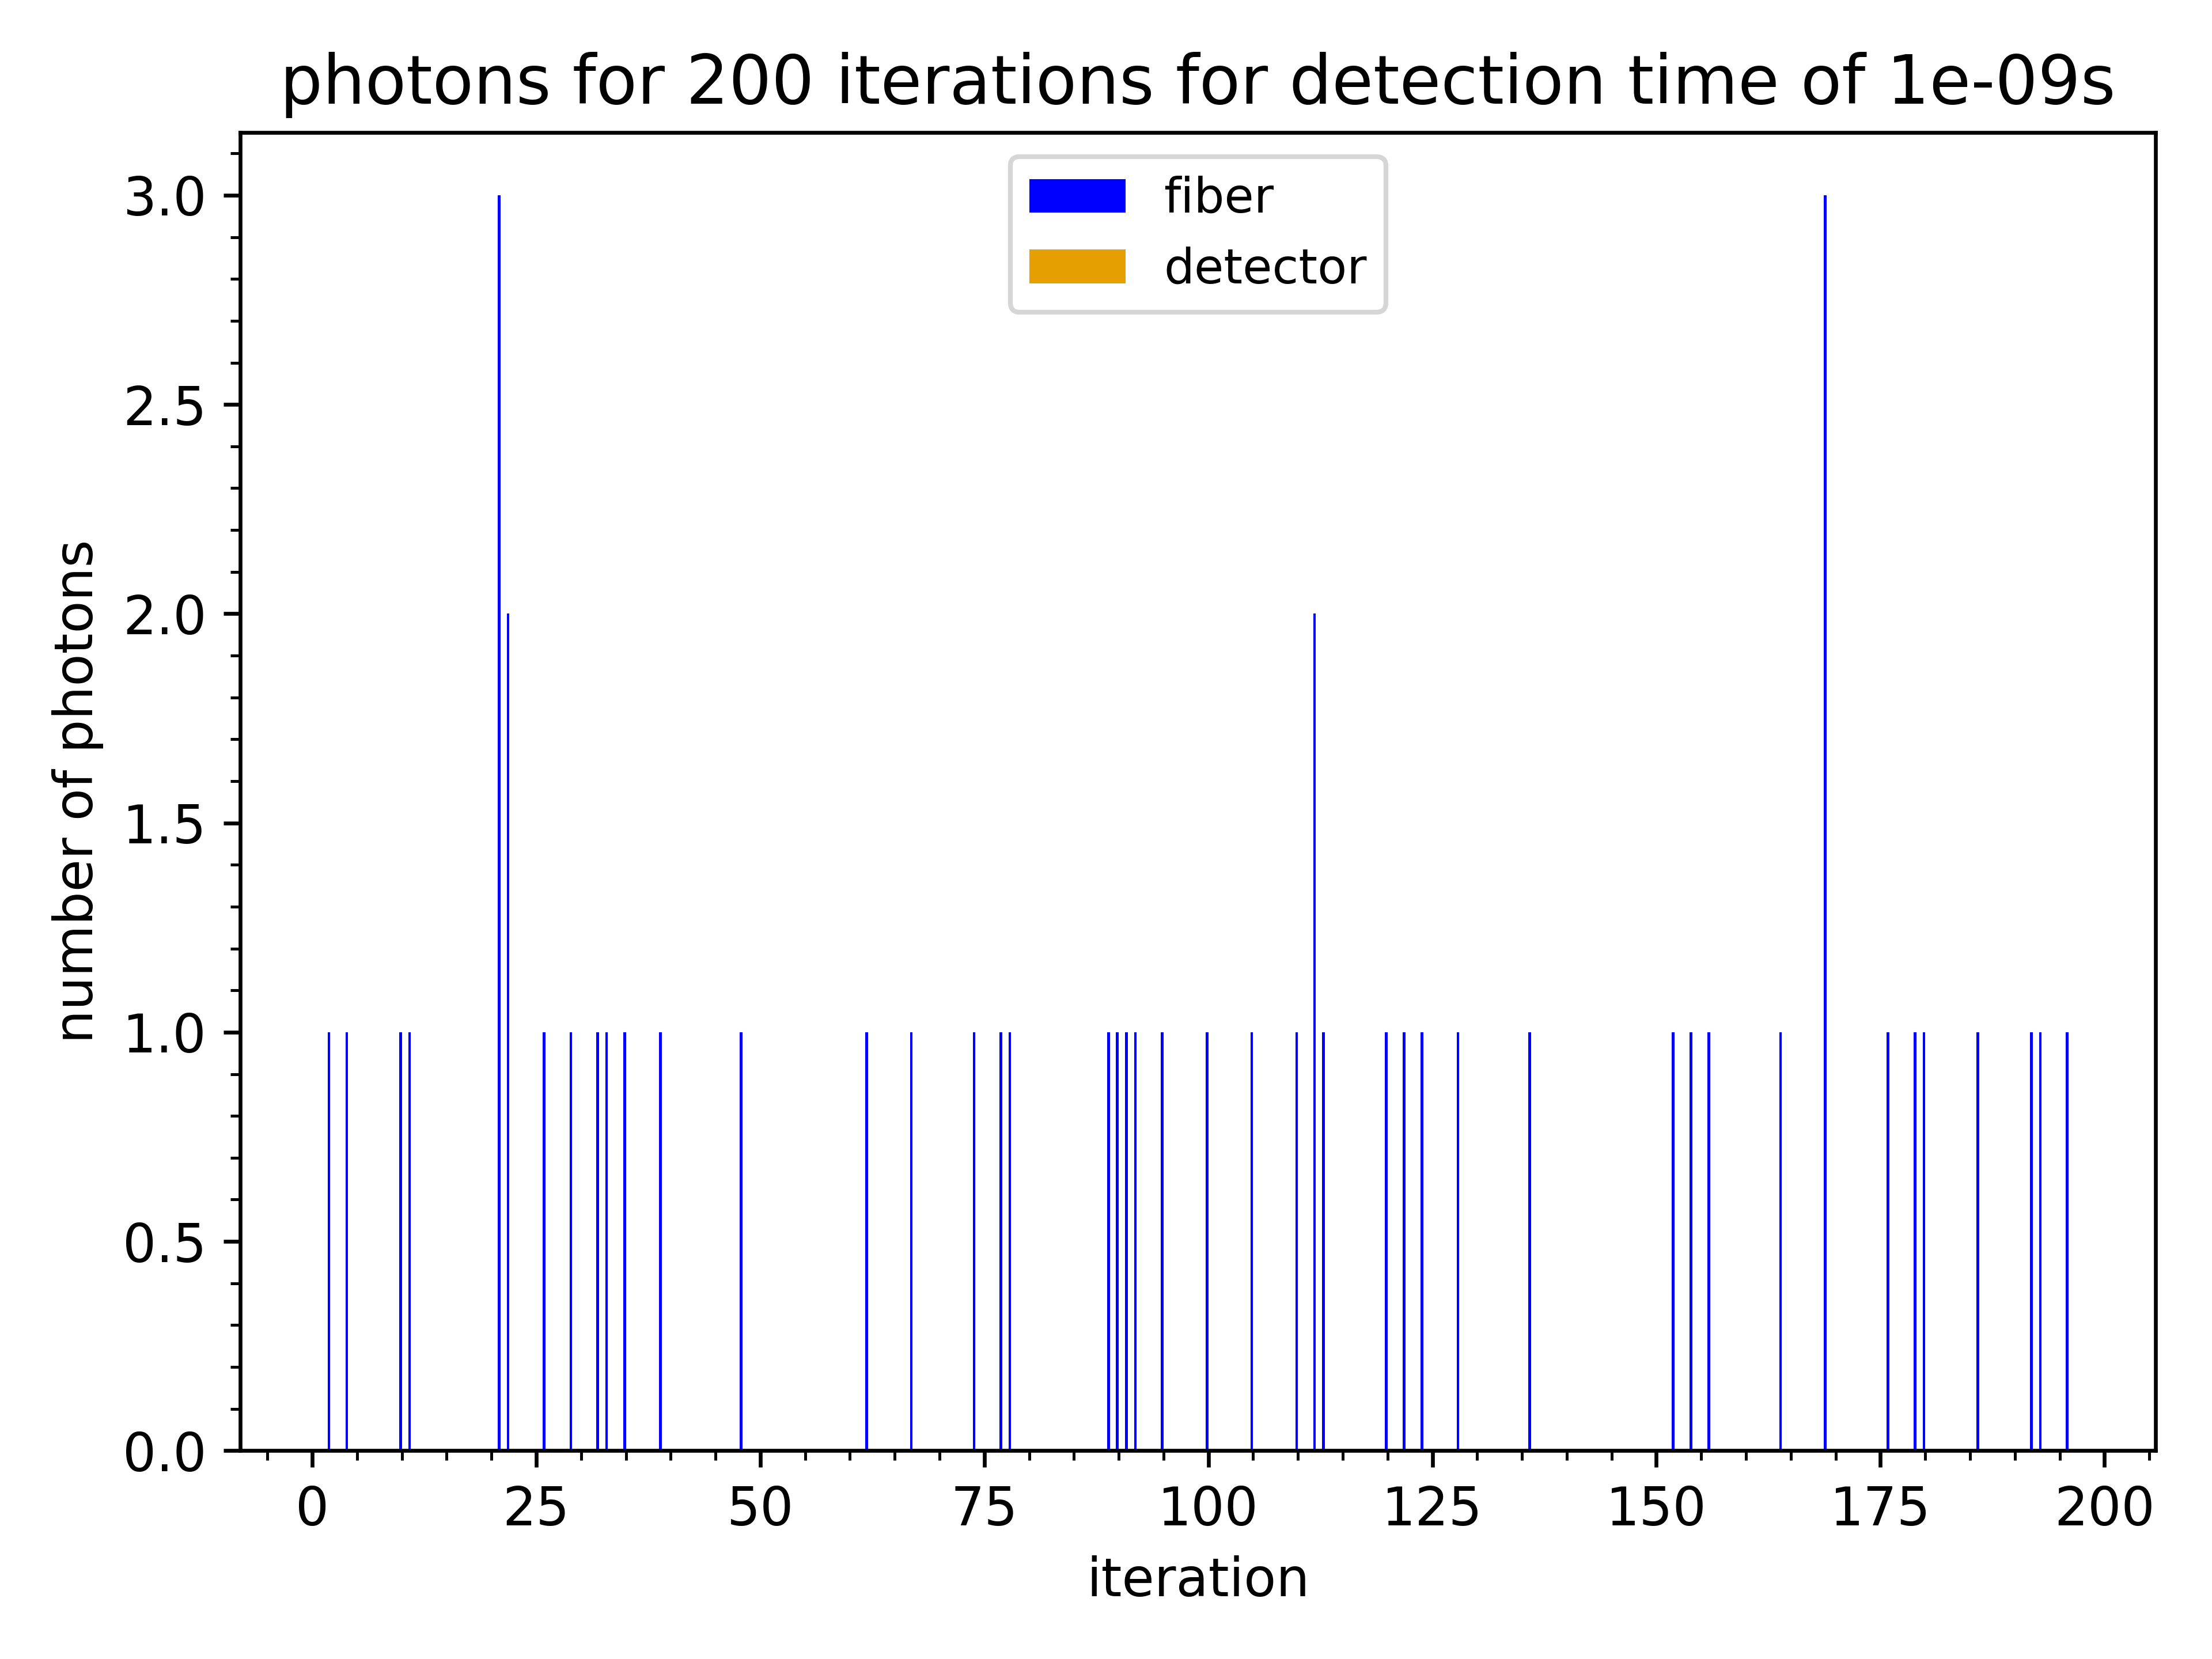 photons for 200 iterations for detection time of 1e-09s
fiber
detector
number of photons
3.0
2.5
2.0
1.5
1.0
0.5
0.0
0 25 50 75 100 125 150 175 200
iteration